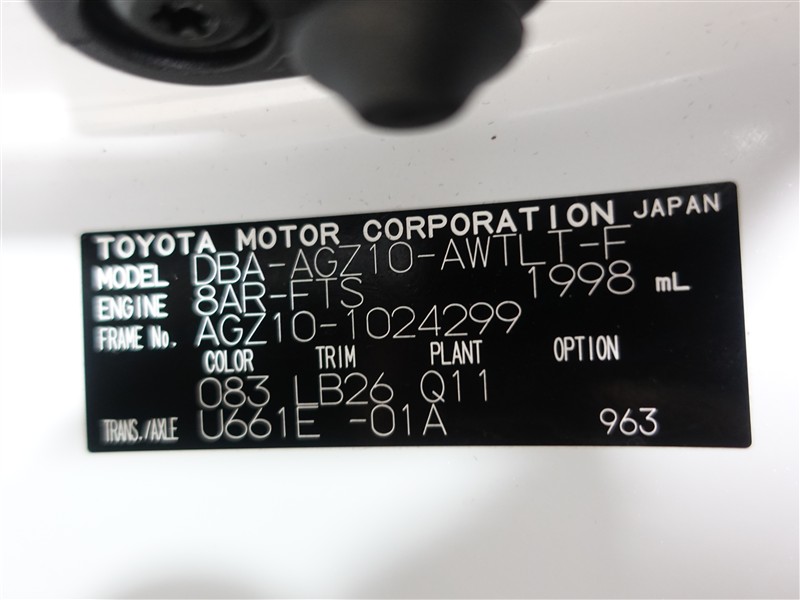 TOYOTA MOTOR CORPORATION JAPAN
MODEL DBA-AGZ10-AWTLT-F
ENGINE 8AR-FTS 1998 mL
FRAME No. AGZ10-1024299
COLOR TRIM PLANT OPTION
083 LB26 Q11
TRANS./AXLE U661E -01A 963